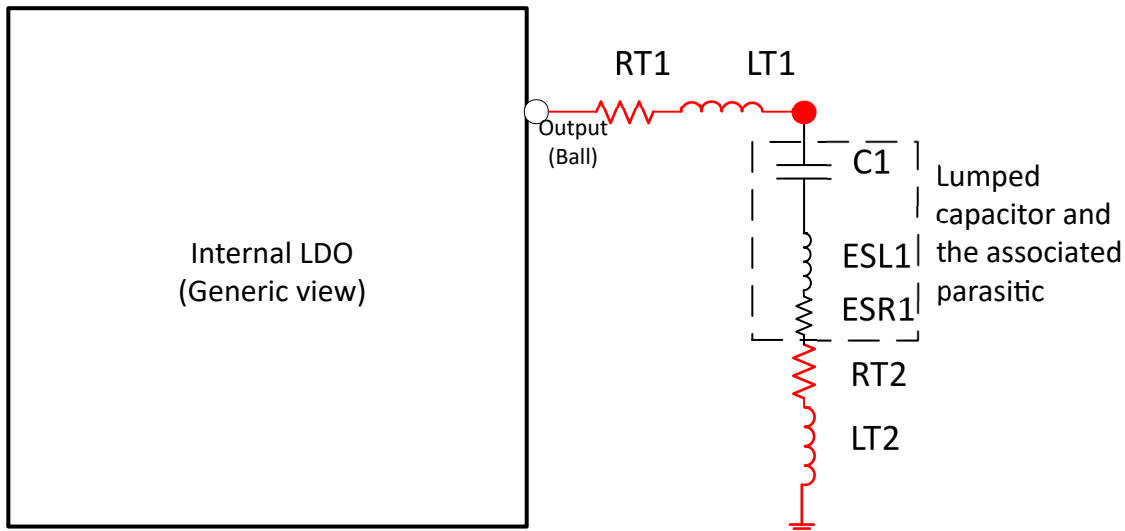 RT1
LT1
Output
(Ball)
C1
Lumped
capacitor and
the associated
parasitic
Internal LDO
(Generic view)
ESL1
ESR1
RT2
LT2